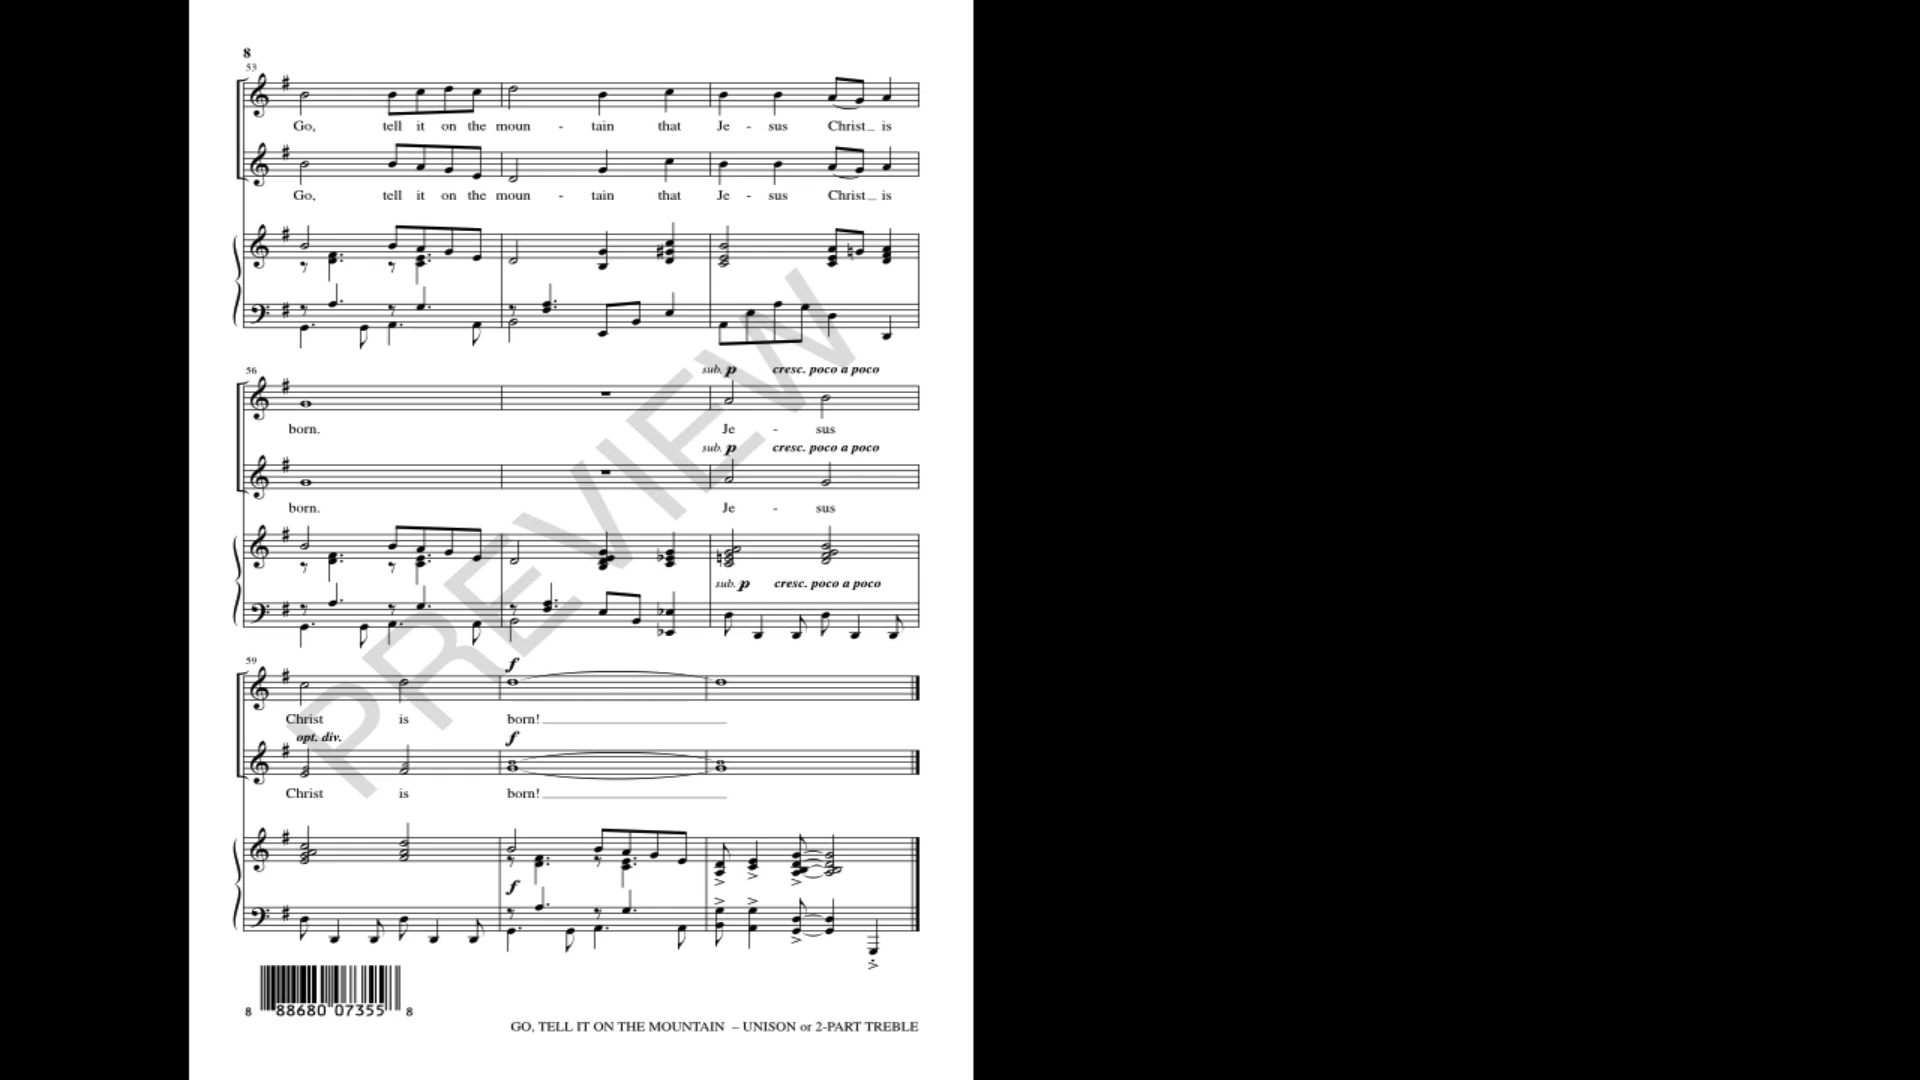 8
53
Go, tell it on the moun - tain that Je - sus Christ_ is
Go, tell it on the moun - tain that Je - sus Christ_ is
56
sub. p cresc. poco a poco
born. Je - sus
sub. p cresc. poco a poco
born. Je - sus
sub. p cresc. poco a poco
59
f
Christ is born!
opt. div.
f
Christ is born!
f
PREVIEW
8 88680 07355 8
GO, TELL IT ON THE MOUNTAIN – UNISON or 2-PART TREBLE